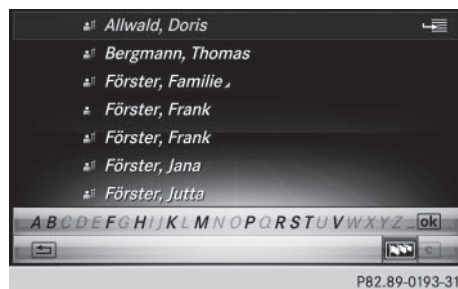 Allwald, Doris
Bergmann, Thomas
Förster, Familie
Förster, Frank
Förster, Frank
Förster, Jana
Förster, Jutta
ABCDEFGHIJKLMNOPQRSTUVWXYZ_ ok
C
P82.89-0193-31